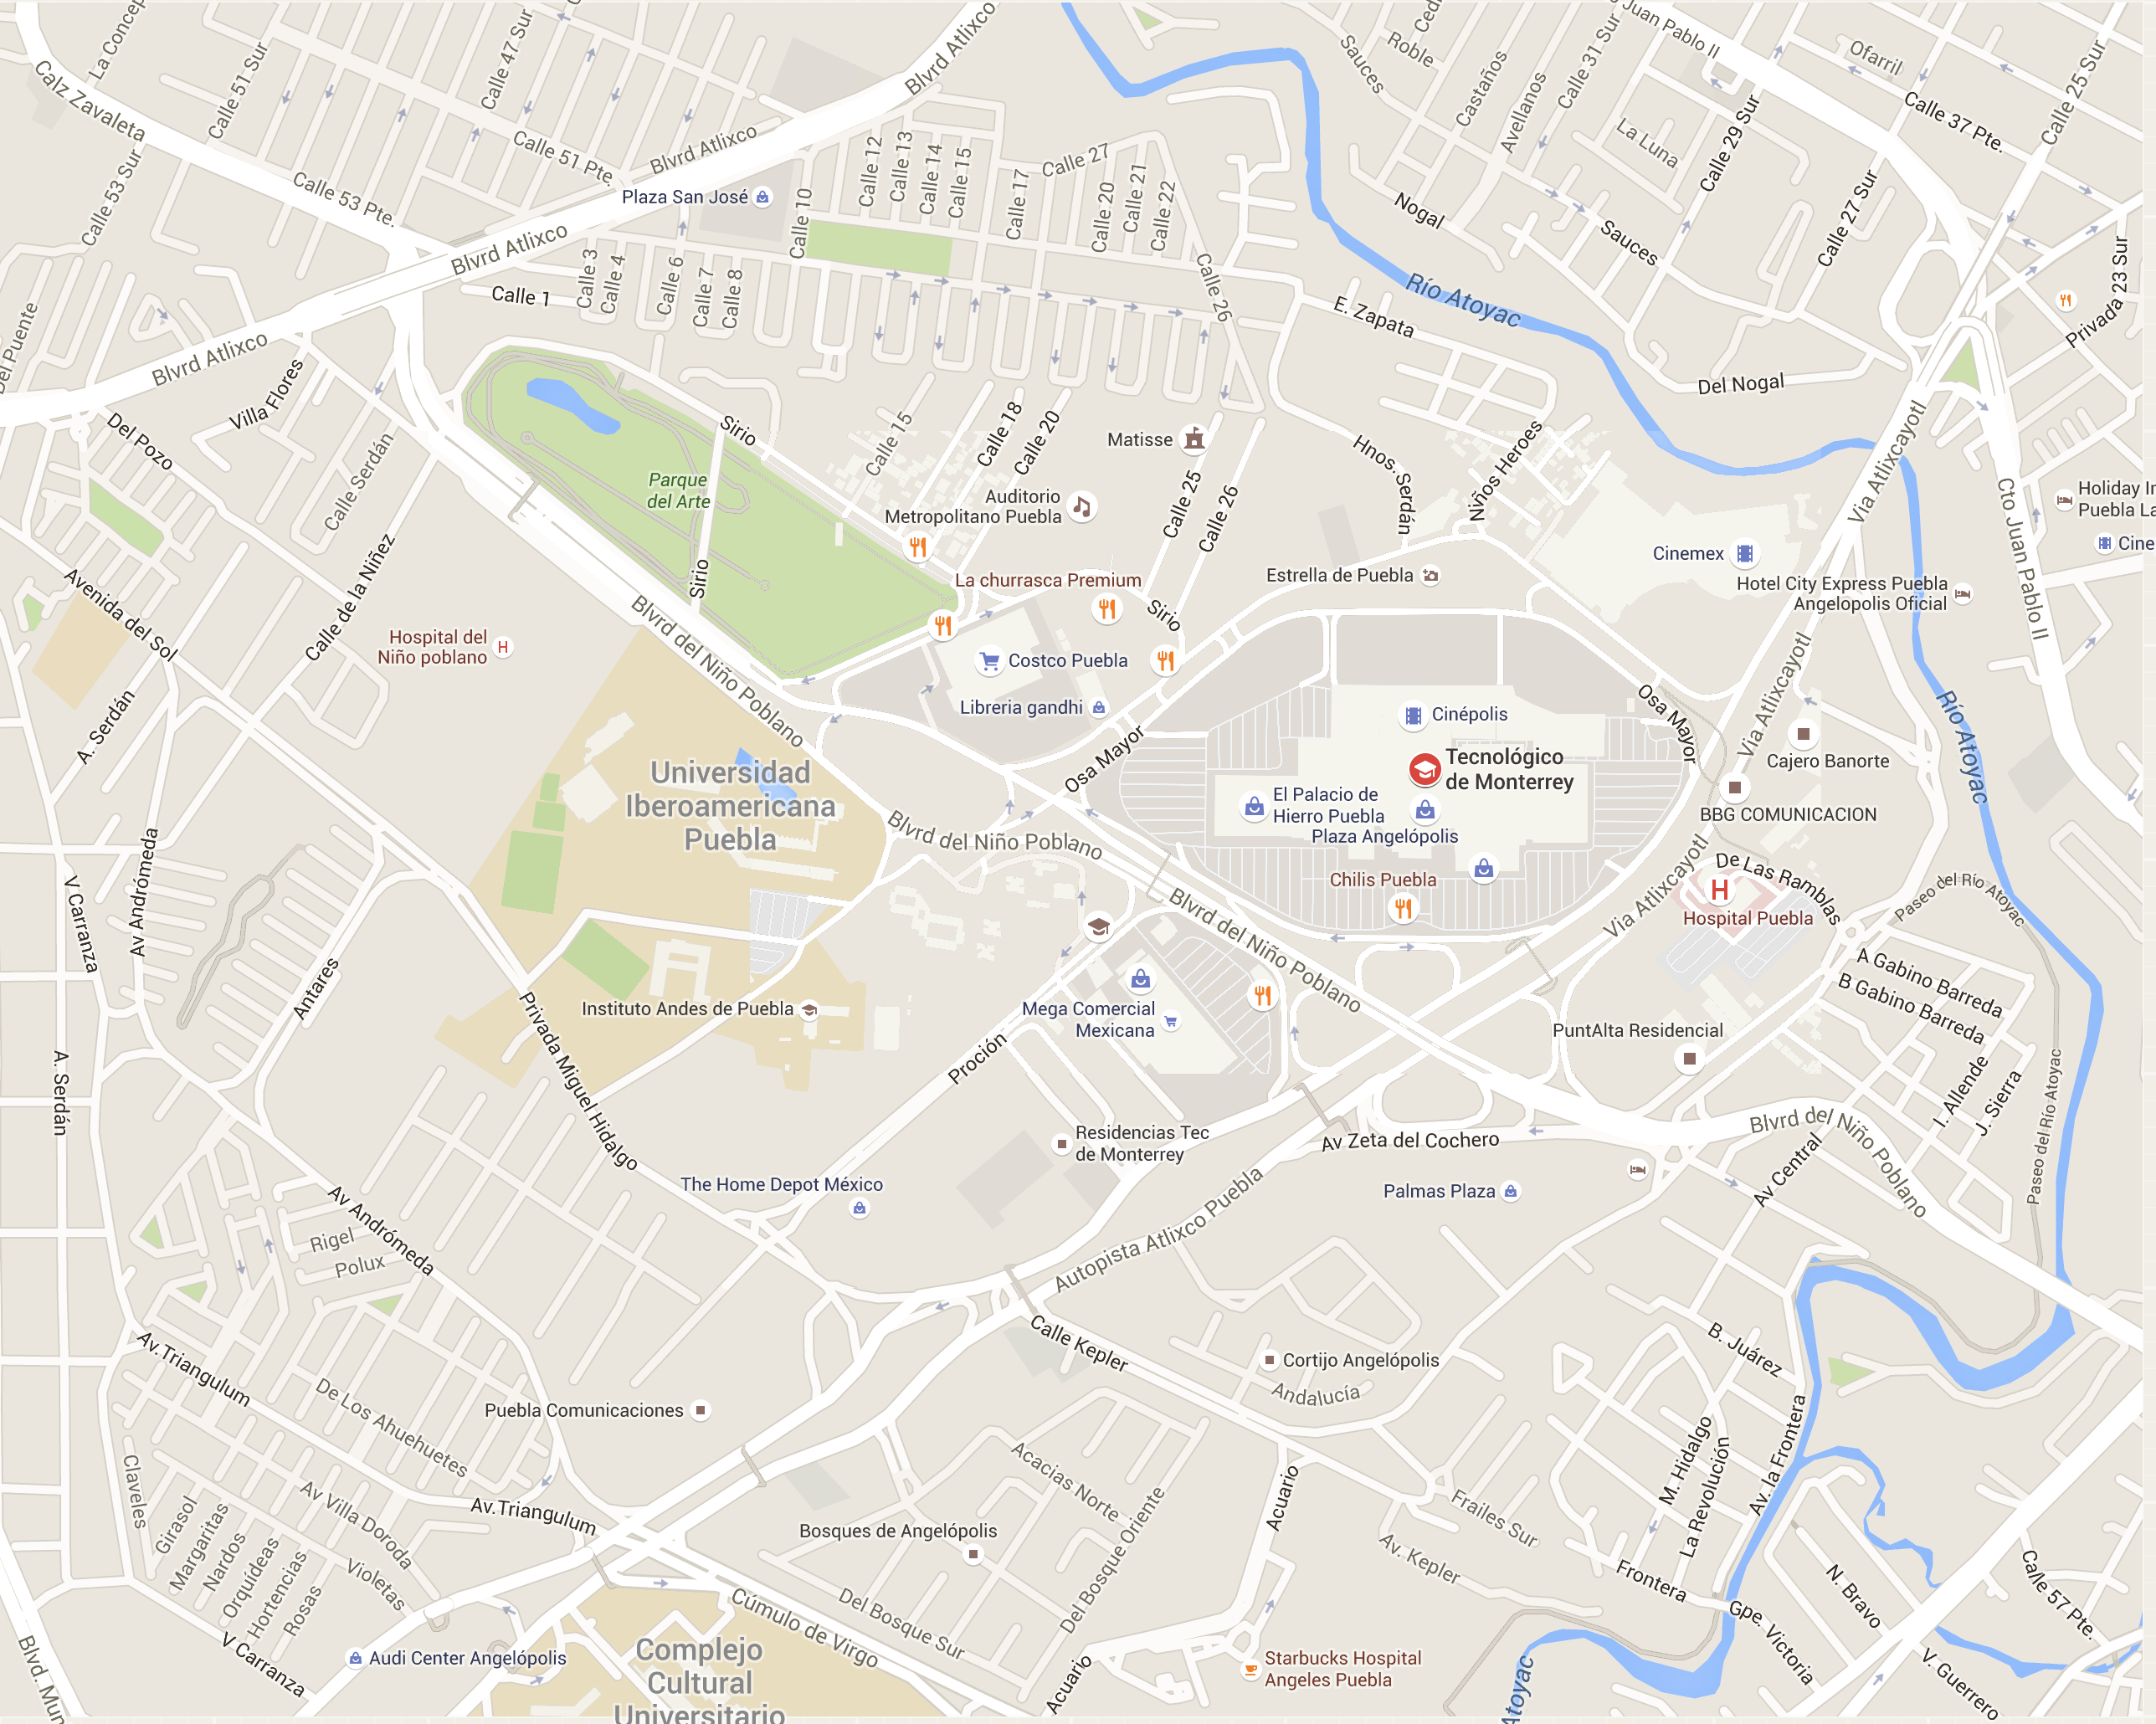 La Concep
Calle 51 Sur
Calle 47 Sur
Calz Zavaleta
Calle 53 Sur
Calle 53 Pte.
Calle 51 Pte.
Blvrd Atlixco
Blvrd Atlixco
Blvrd Atlixco
Blvrd Atlixco
Plaza San José
Calle 10
Calle 12
Calle 13
Calle 14
Calle 15
Calle 17
Calle 27
Calle 20
Calle 21
Calle 22
Calle 26
Sauces
Roble
Castaños
Avellanos
Calle 31 Sur
Juan Pablo II
Ofarril
Calle 25 Sur
Calle 37 Pte.
La Luna
Calle 29 Sur
Calle 27 Sur
Nogal
Sauces
Río Atoyac
E. Zapata
Privada 23 Sur
Del Nogal
Calle 1
Calle 3
Calle 4
Calle 6
Calle 7
Calle 8
Del Puente
Villa Flores
Del Pozo
Calle Serdán
Calle de la Niñez
Sirio
Parque
del Arte
Sirio
Calle 15
Calle 18
Calle 20
Matisse
Auditorio
Metropolitano Puebla
Calle 25
Calle 26
Hnos. Serdán
Niños Heroes
Via Atlixcayotl
Cto Juan Pablo II
Holiday In
Puebla La
Cine
Cinemex
Hotel City Express Puebla
Angelopolis Oficial
Estrella de Puebla
La churrasca Premium
Sirio
Avenida del Sol
Hospital del
Niño poblano
A. Serdán
Blvrd del Niño Poblano
Costco Puebla
Libreria gandhi
Osa Mayor
Osa Mayor
Cinépolis
Tecnológico
de Monterrey
El Palacio de
Hierro Puebla
Plaza Angelópolis
Via Atlixcayotl
Cajero Banorte
BBG COMUNICACION
Río Atoyac
Universidad
Iberoamericana
Puebla
Blvrd del Niño Poblano
Chilis Puebla
Via Atlixcayotl
De Las Ramblas
Hospital Puebla
Paseo del Río Atoyac
V Carranza
Av Andrómeda
Antares
Blvrd del Niño Poblano
A Gabino Barreda
B Gabino Barreda
Instituto Andes de Puebla
Mega Comercial
Mexicana
PuntAlta Residencial
Privada Miguel Hidalgo
Proción
A. Serdán
I. Allende
J. Sierra
Paseo del Río Atoyac
Residencias Tec
de Monterrey
Av Zeta del Cochero
Blvrd del Niño Poblano
Av Central
The Home Depot México
Palmas Plaza
Autopista Atlixco Puebla
Av Andrómeda
Rigel
Polux
Calle Kepler
Cortijo Angelópolis
Andalucía
B. Juárez
Av.Triangulum
De Los Ahuehuetes
Puebla Comunicaciones
M. Hidalgo
La Revolución
Av. la Frontera
Claveles
Girasol
Margaritas
Nardos
Orquídeas
Hortencias
Rosas
Av Villa Doroda
Violetas
Av.Triangulum
Acacias Norte
Bosques de Angelópolis
Del Bosque Oriente
Acuario
Frailes Sur
Av. Kepler
Frontera
Gpe. Victoria
N. Bravo
Calle 57 Pte.
V. Guerrero
V Carranza
Blvd. Mun
Audi Center Angelópolis
Cúmulo de Virgo
Del Bosque Sur
Complejo
Cultural
Universitario
Acuario
Starbucks Hospital
Angeles Puebla
Atoyac